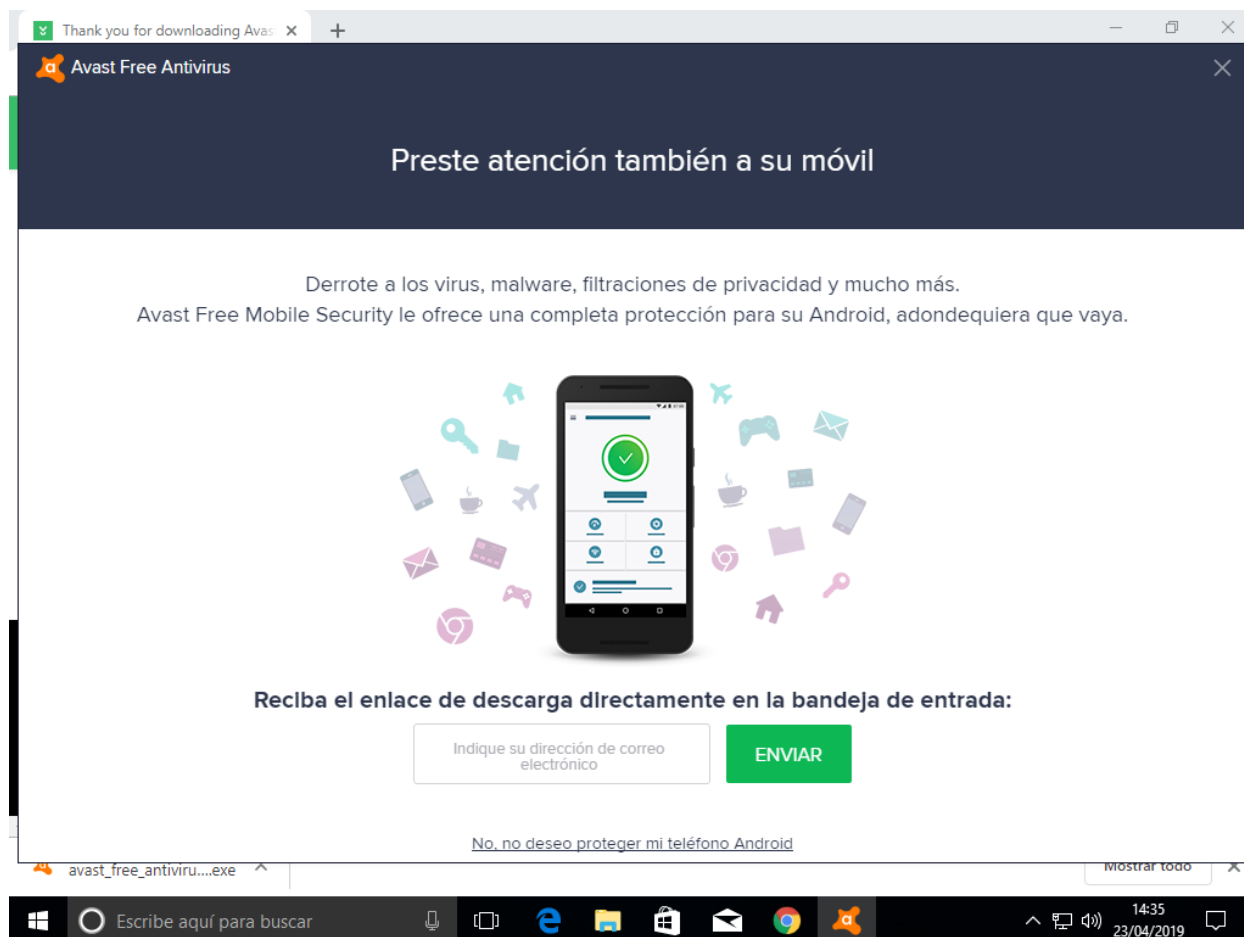 Thank you for downloading Avas
Avast Free Antivirus
Preste atención también a su móvil
Derrote a los virus, malware, filtraciones de privacidad y mucho más.
Avast Free Mobile Security le ofrece una completa protección para su Android, adondequiera que vaya.
Reciba el enlace de descarga directamente en la bandeja de entrada:
Indique su dirección de correo
electrónico
ENVIAR
No, no deseo proteger mi teléfono Android
avast_free_antiviru....exe
Mostrar todo
Escribe aquí para buscar
14:35
23/04/2019